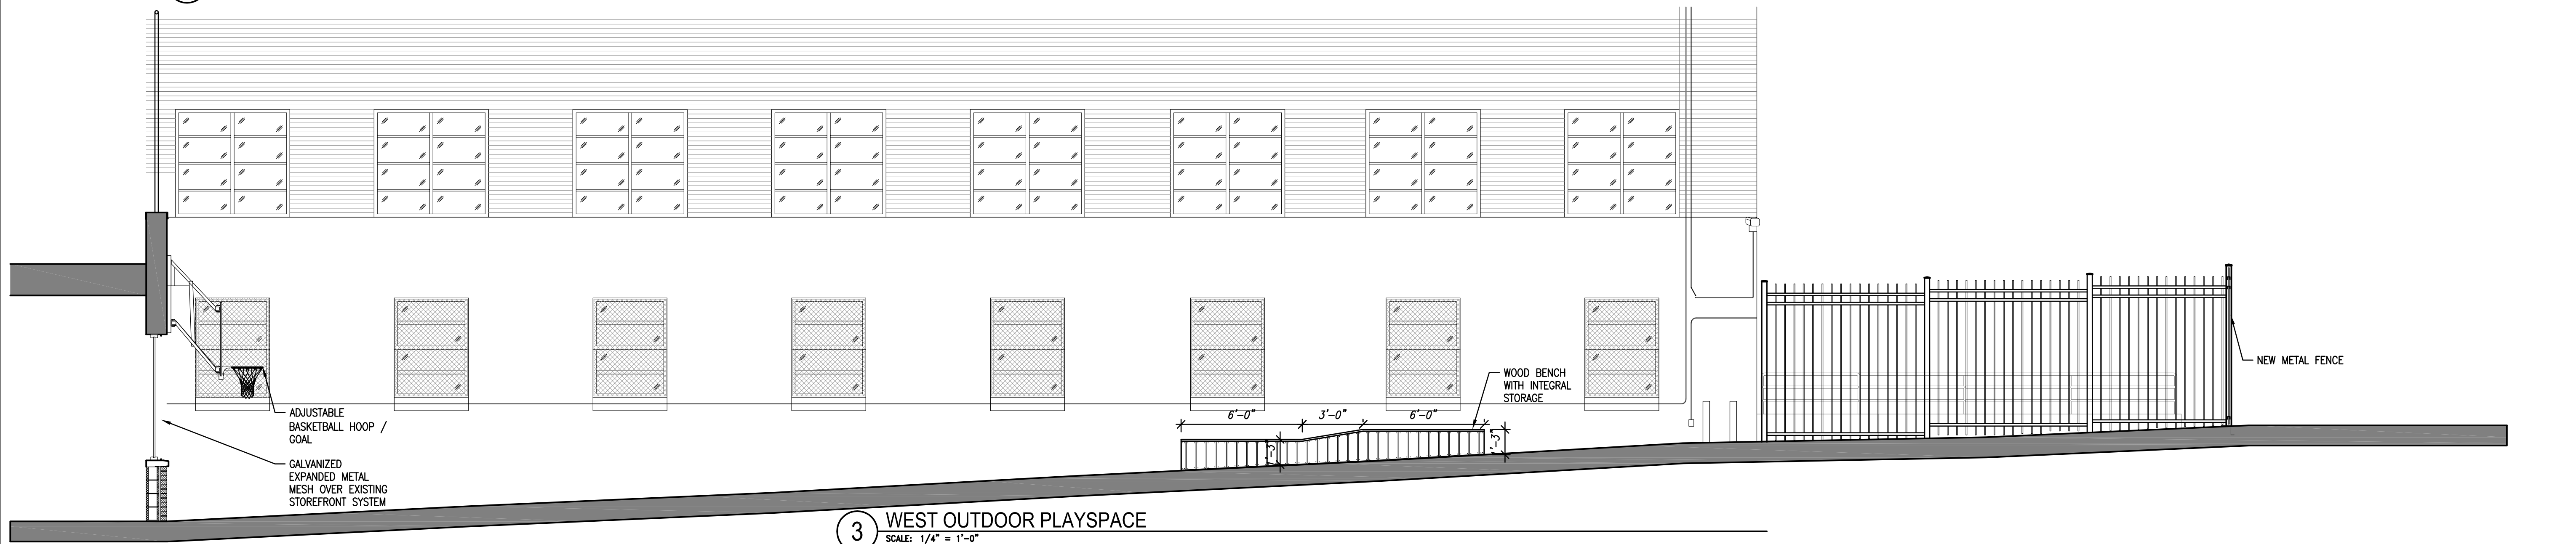 WOOD BENCH
WITH INTEGRAL
STORAGE
NEW METAL FENCE
6'-0"
3'-0"
6'-0"
1'-3"
1'-3"
ADJUSTABLE
BASKETBALL HOOP /
GOAL
GALVANIZED
EXPANDED METAL
MESH OVER EXISTING
STOREFRONT SYSTEM
3
WEST OUTDOOR PLAYSPACE
SCALE: 1/4" = 1'-0"